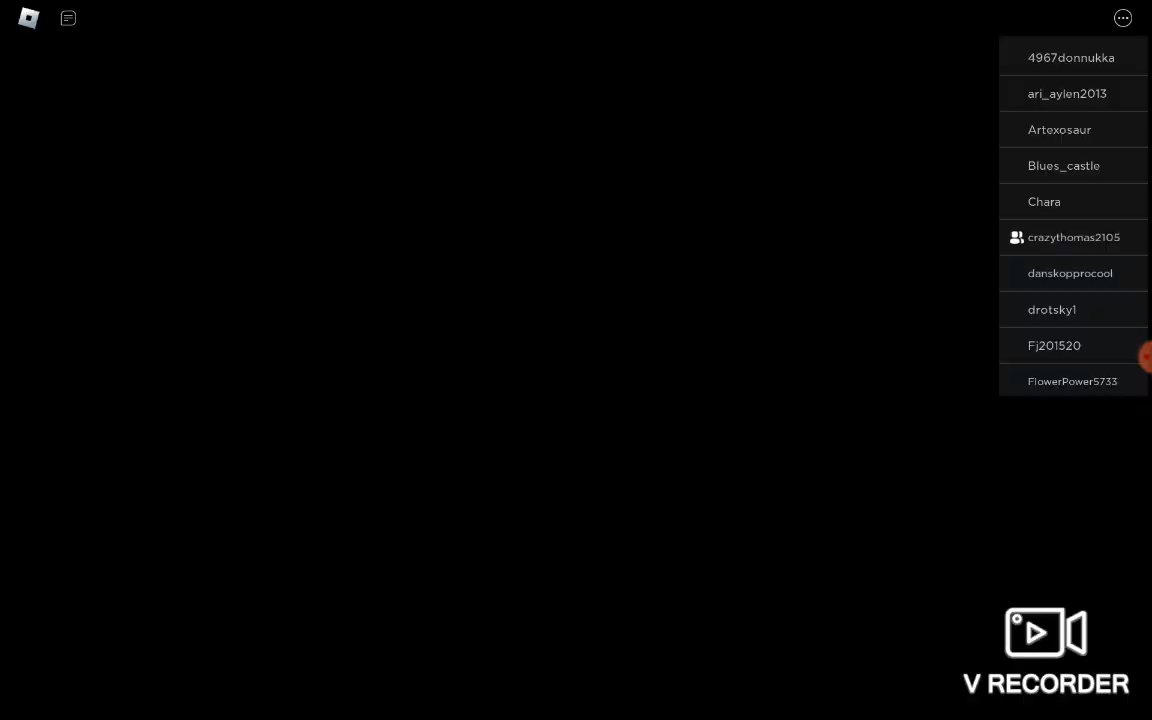 4967donnukka
ari_aylen2013
Artexosaur
Blues_castle
Chara
crazythomas2105
danskopprocool
drotsky1
Fj201520
FlowerPower5733
V RECORDER